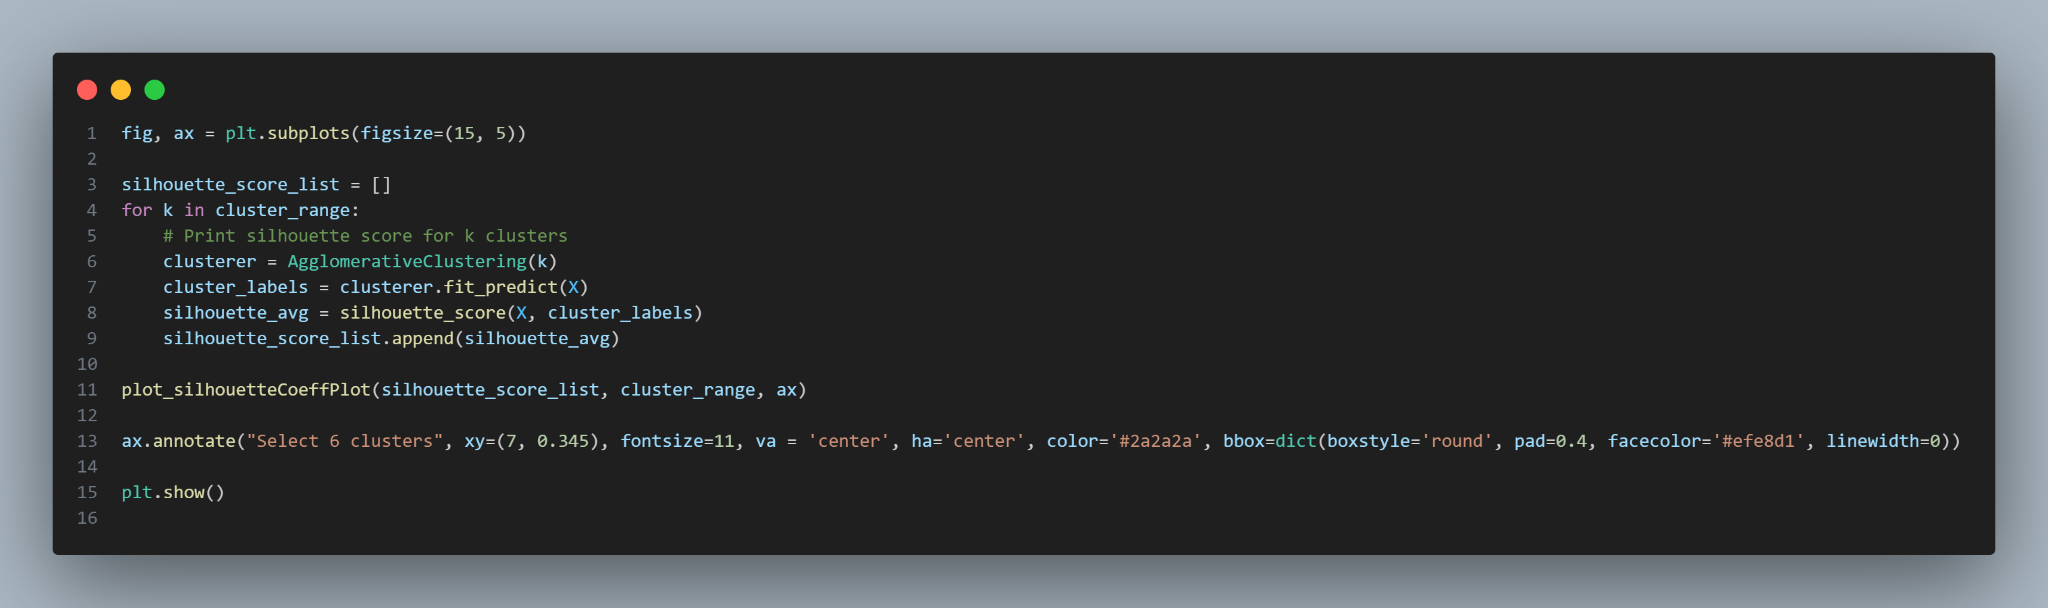 1 fig, ax = plt.subplots(figsize=(15, 5))
2
3 silhouette_score_list = []
4 for k in cluster_range:
5     # Print silhouette score for k clusters
6     clusterer = AgglomerativeClustering(k)
7     cluster_labels = clusterer.fit_predict(X)
8     silhouette_avg = silhouette_score(X, cluster_labels)
9     silhouette_score_list.append(silhouette_avg)
10
11 plot_silhouetteCoeffPlot(silhouette_score_list, cluster_range, ax)
12
13 ax.annotate("Select 6 clusters", xy=(7, 0.345), fontsize=11, va = 'center', ha='center', color='#2a2a2a', bbox=dict(boxstyle='round', pad=0.4, facecolor='#efe8d1', linewidth=0))
14
15 plt.show()
16